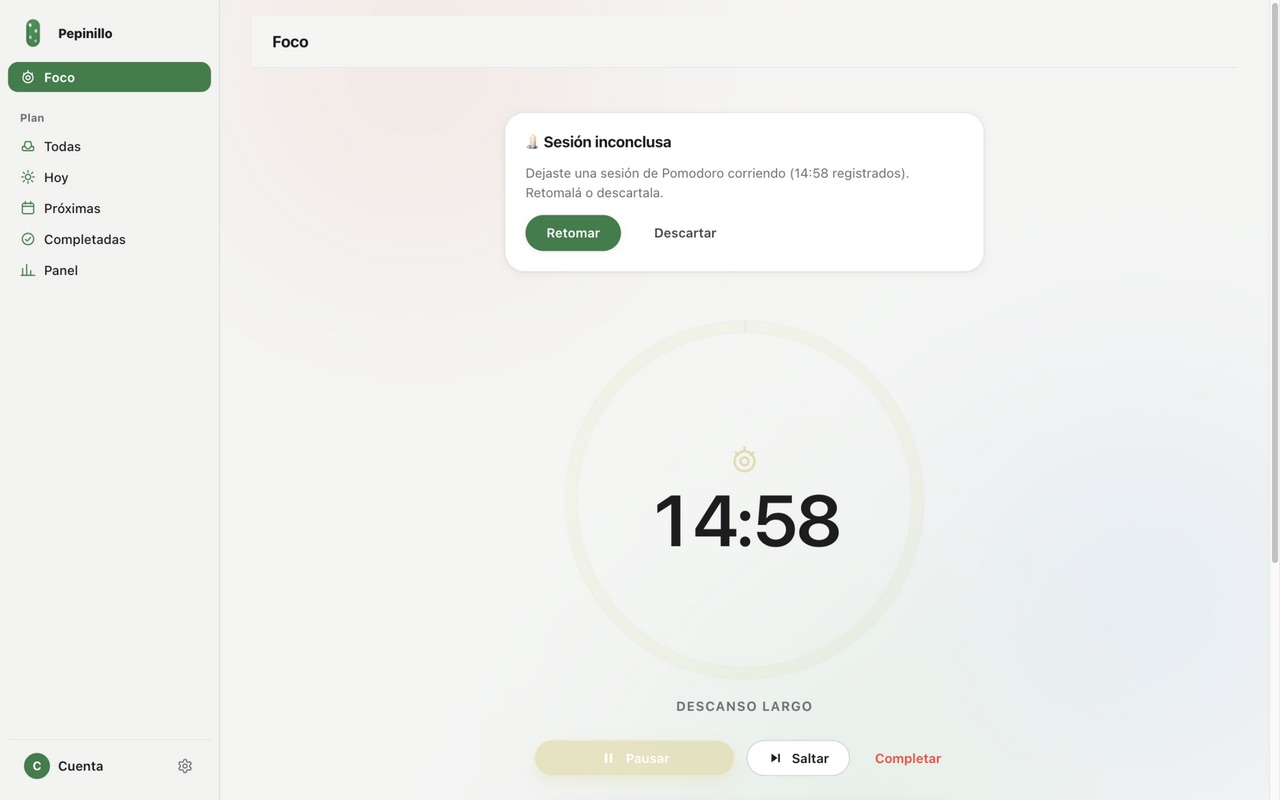 Pepinillo
Foco
Plan
Todas
Hoy
Próximas
Completadas
Panel
C Cuenta
Foco
Sesión inconclusa
Dejaste una sesión de Pomodoro corriendo (14:58 registrados).
Retomalá o descartala.
Retomar Descartar
14:58
DESCANSO LARGO
Pausar Saltar Completar